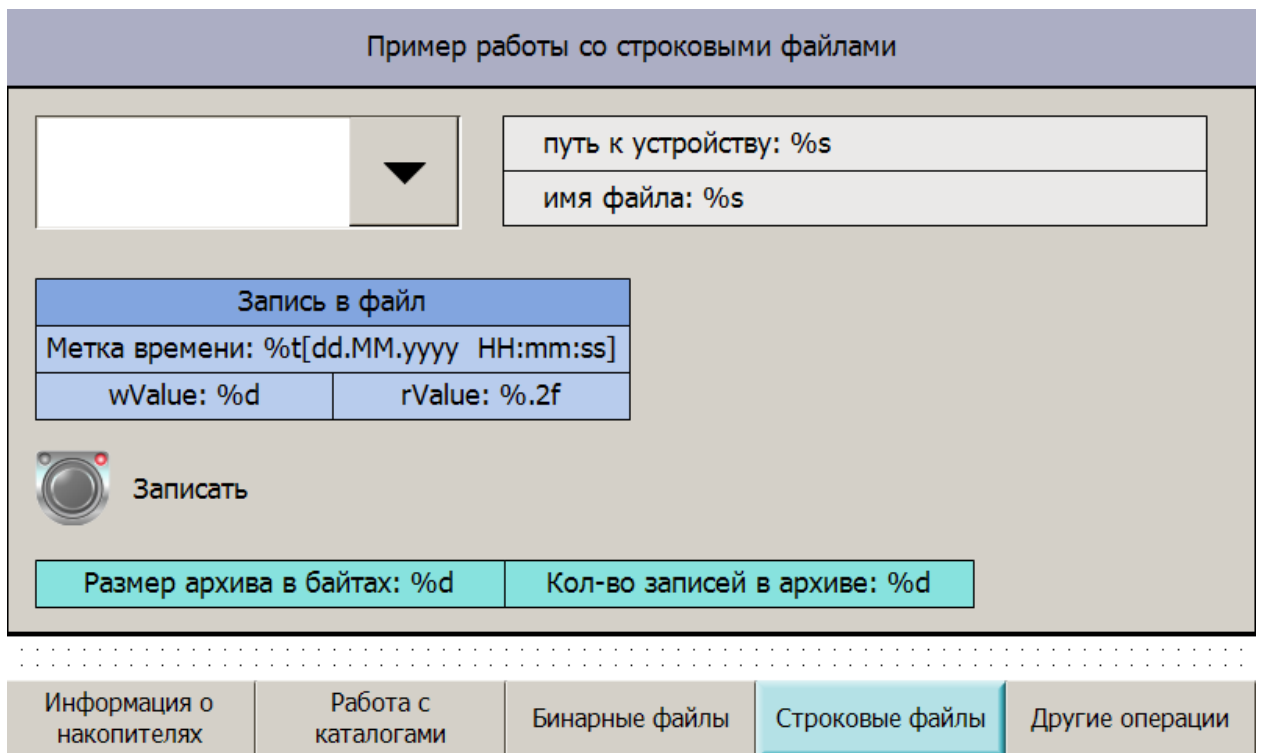 Пример работы со строковыми файлами
путь к устройству: %s
имя файла: %s
Запись в файл
Метка времени: %t[dd.MM.yyyy  HH:mm:ss]
wValue: %d
rValue: %.2f
Записать
Размер архива в байтах: %d
Кол-во записей в архиве: %d
Информация о
накопителях
Работа с
каталогами
Бинарные файлы
Строковые файлы
Другие операции